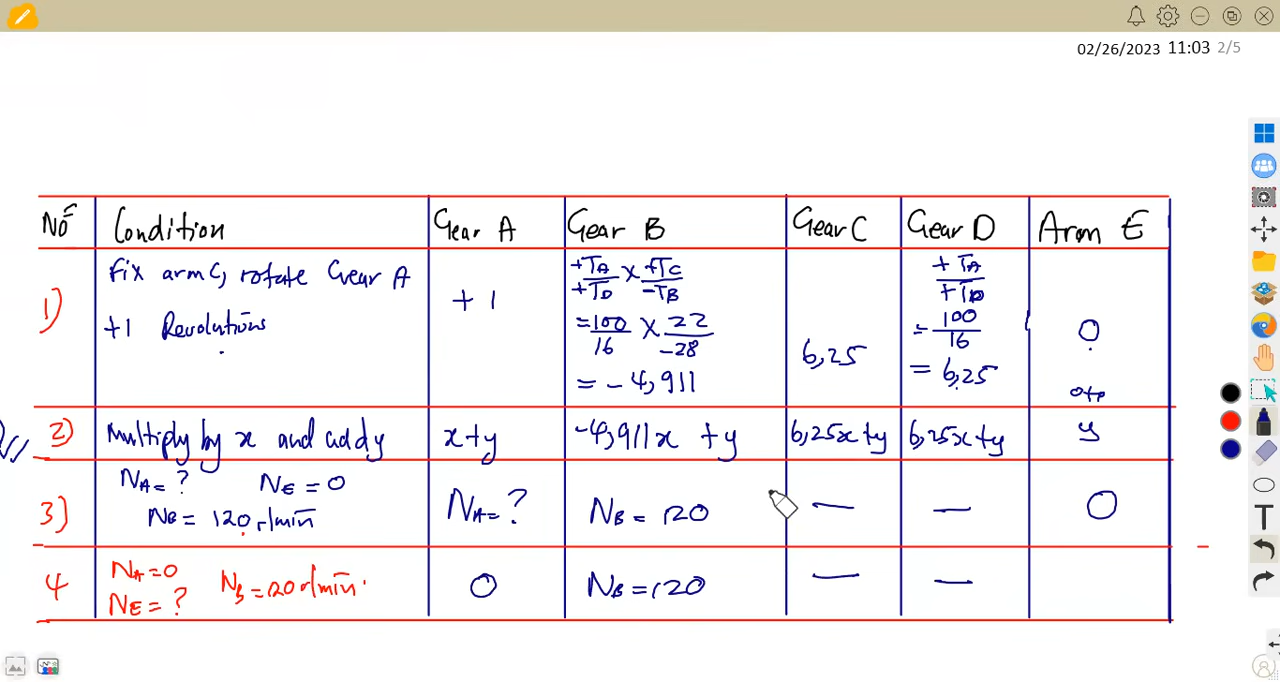 02/26/2023 11:03 2/5
NO Condition Gear A Gear B Gear C Gear D Arm E
1) Fix arm C, rotate Gear A
+1 Revolutions
+1
+TA/+TD × +TC/-TB
= 100/16 × 22/-28
= -4,911
6,25
+TA/+TD
= 100/16
= 6,25
0
2) Multiply by x and add y x+y -4,911x +y 6,25x+y 6,25x+y y
3) NA=? NE=0
NB= 120 r/min
NA=? NB= 120 — — 0
4 NA=0 NB=120 r/min
NE=?
0 NB=120 — —
T